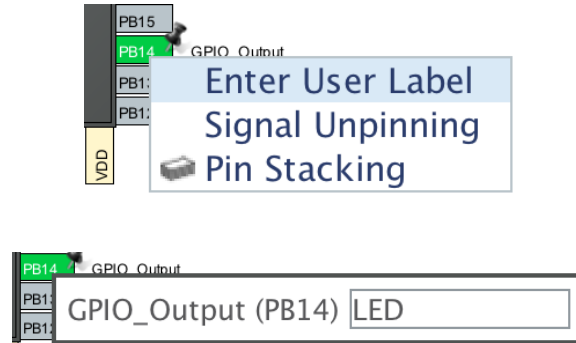 PB15
PB14 GPIO_Output
Enter User Label
Signal Unpinning
Pin Stacking
VDD
PB14 GPIO_Output
GPIO_Output (PB14) LED